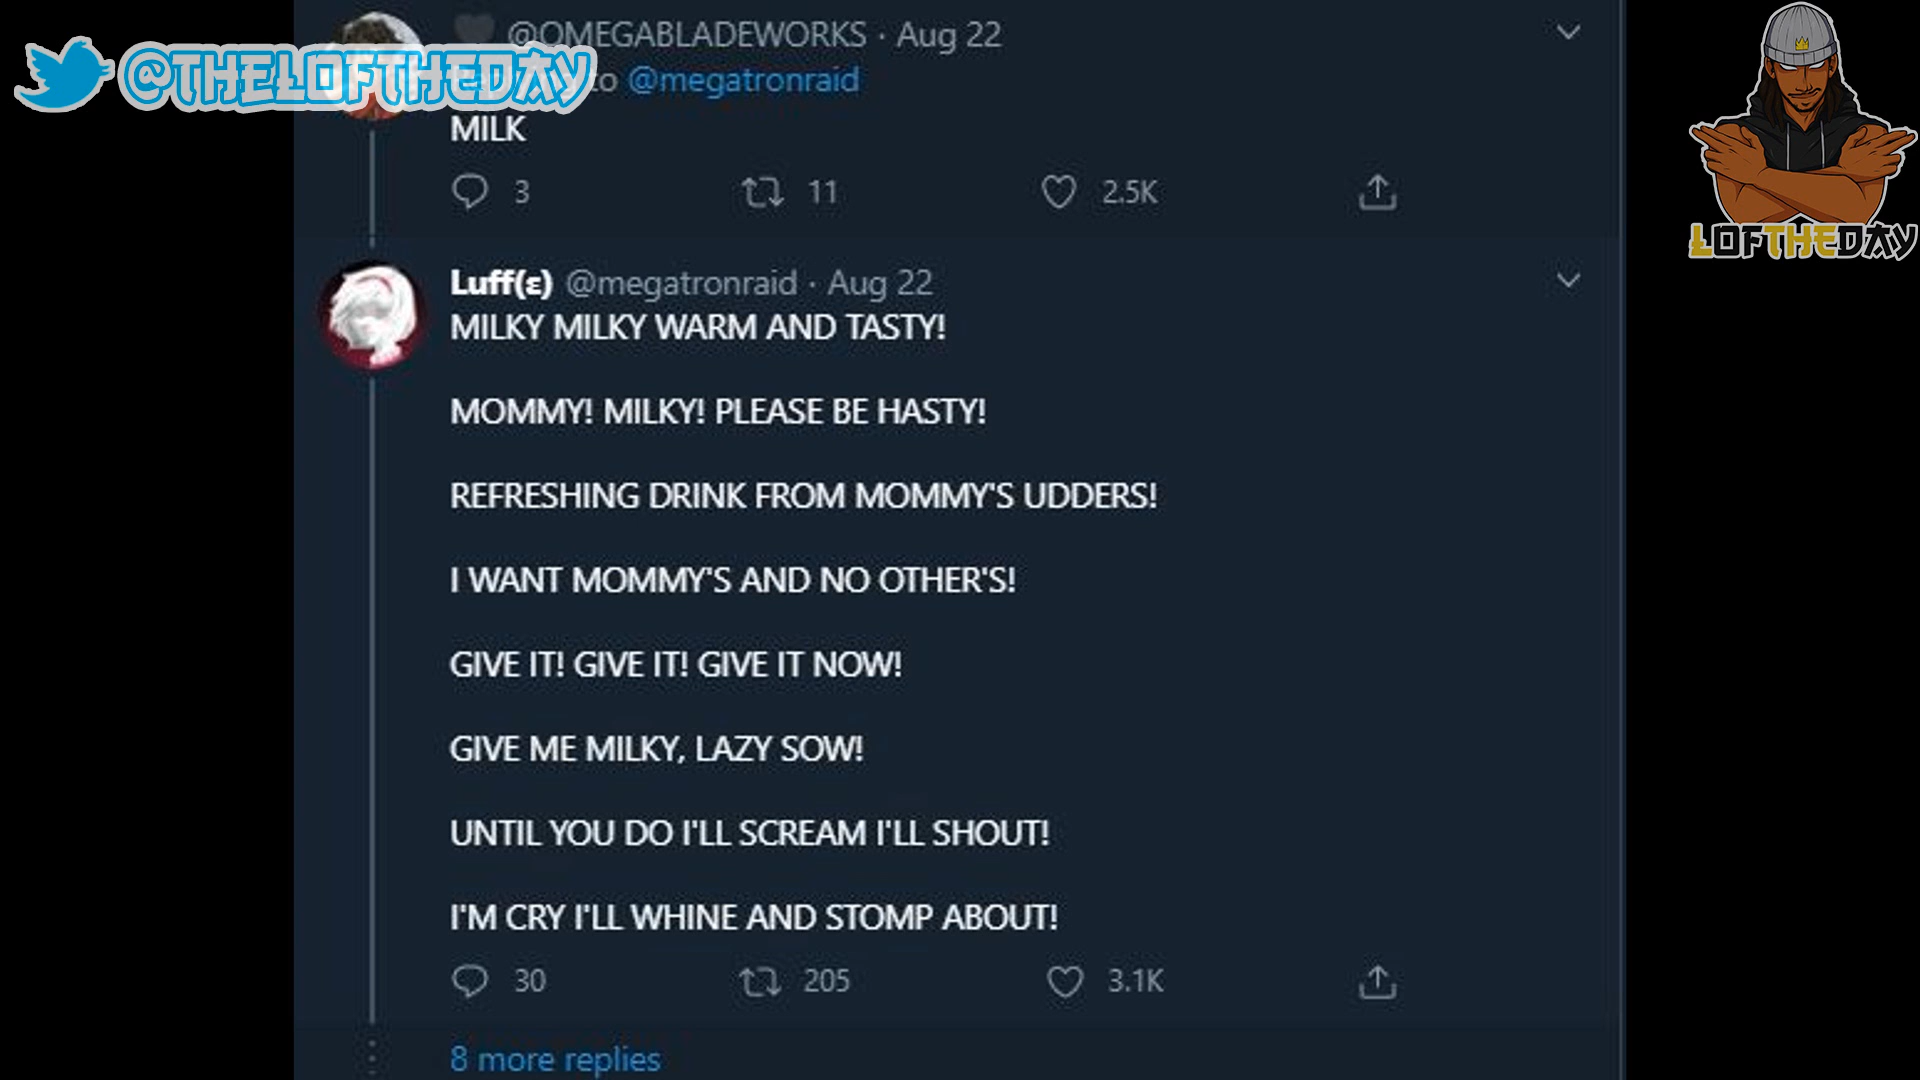 @OMEGABLADEWORKS · Aug 22
@THELOFTHEDAY
to @megatronraid
MILK
3 11 2.5K
LOFTHEDAY
Luff(ε) @megatronraid · Aug 22
MILKY MILKY WARM AND TASTY!
MOMMY! MILKY! PLEASE BE HASTY!
REFRESHING DRINK FROM MOMMY'S UDDERS!
I WANT MOMMY'S AND NO OTHER'S!
GIVE IT! GIVE IT! GIVE IT NOW!
GIVE ME MILKY, LAZY SOW!
UNTIL YOU DO I'LL SCREAM I'LL SHOUT!
I'M CRY I'LL WHINE AND STOMP ABOUT!
30 205 3.1K
8 more replies